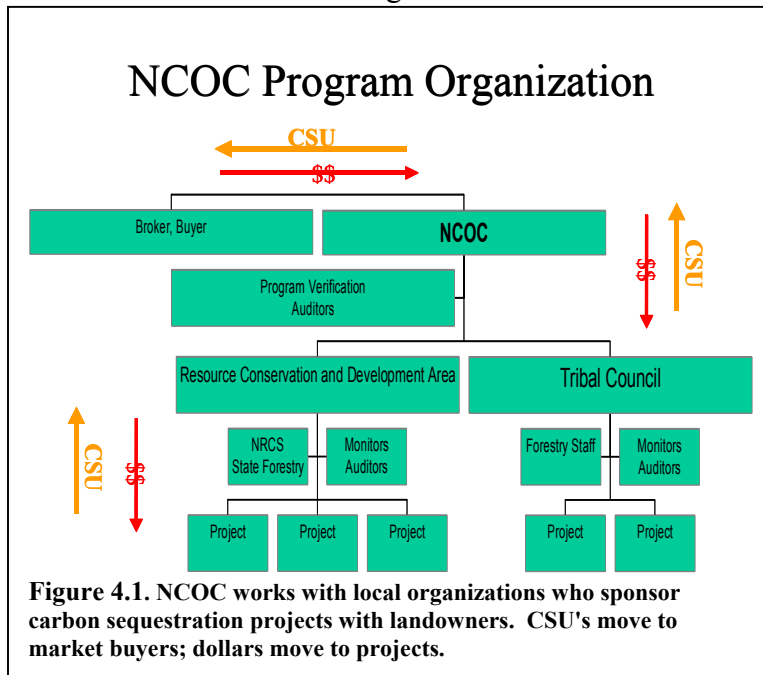 NCOC Program Organization
CSU
$$
Broker, Buyer
NCOC
Program Verification
Auditors
$$
CSU
Resource Conservation and Development Area
Tribal Council
CSU
$$
NRCS
State Forestry
Monitors
Auditors
Forestry Staff
Monitors
Auditors
Project
Project
Project
Project
Project
Figure 4.1. NCOC works with local organizations who sponsor
carbon sequestration projects with landowners. CSU's move to
market buyers; dollars move to projects.